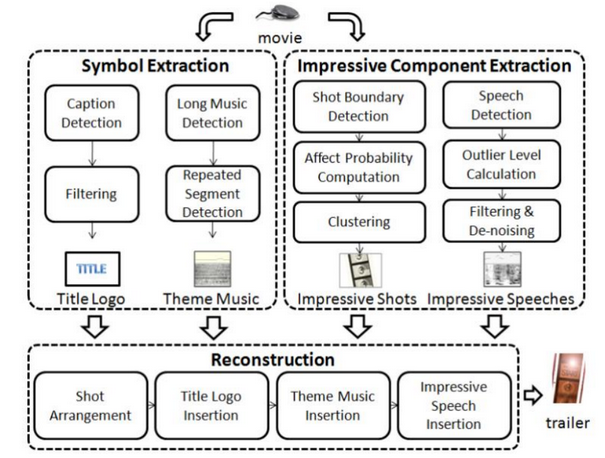 movie
Symbol Extraction
Caption
Detection
Long Music
Detection
Filtering
Repeated
Segment
Detection
TITLE
Title Logo
Theme Music
Impressive Component Extraction
Shot Boundary
Detection
Speech
Detection
Affect Probability
Computation
Outlier Level
Calculation
Clustering
Filtering &
De-noising
Impressive Shots
Impressive Speeches
Reconstruction
Shot
Arrangement
Title Logo
Insertion
Theme Music
Insertion
Impressive
Speech
Insertion
trailer